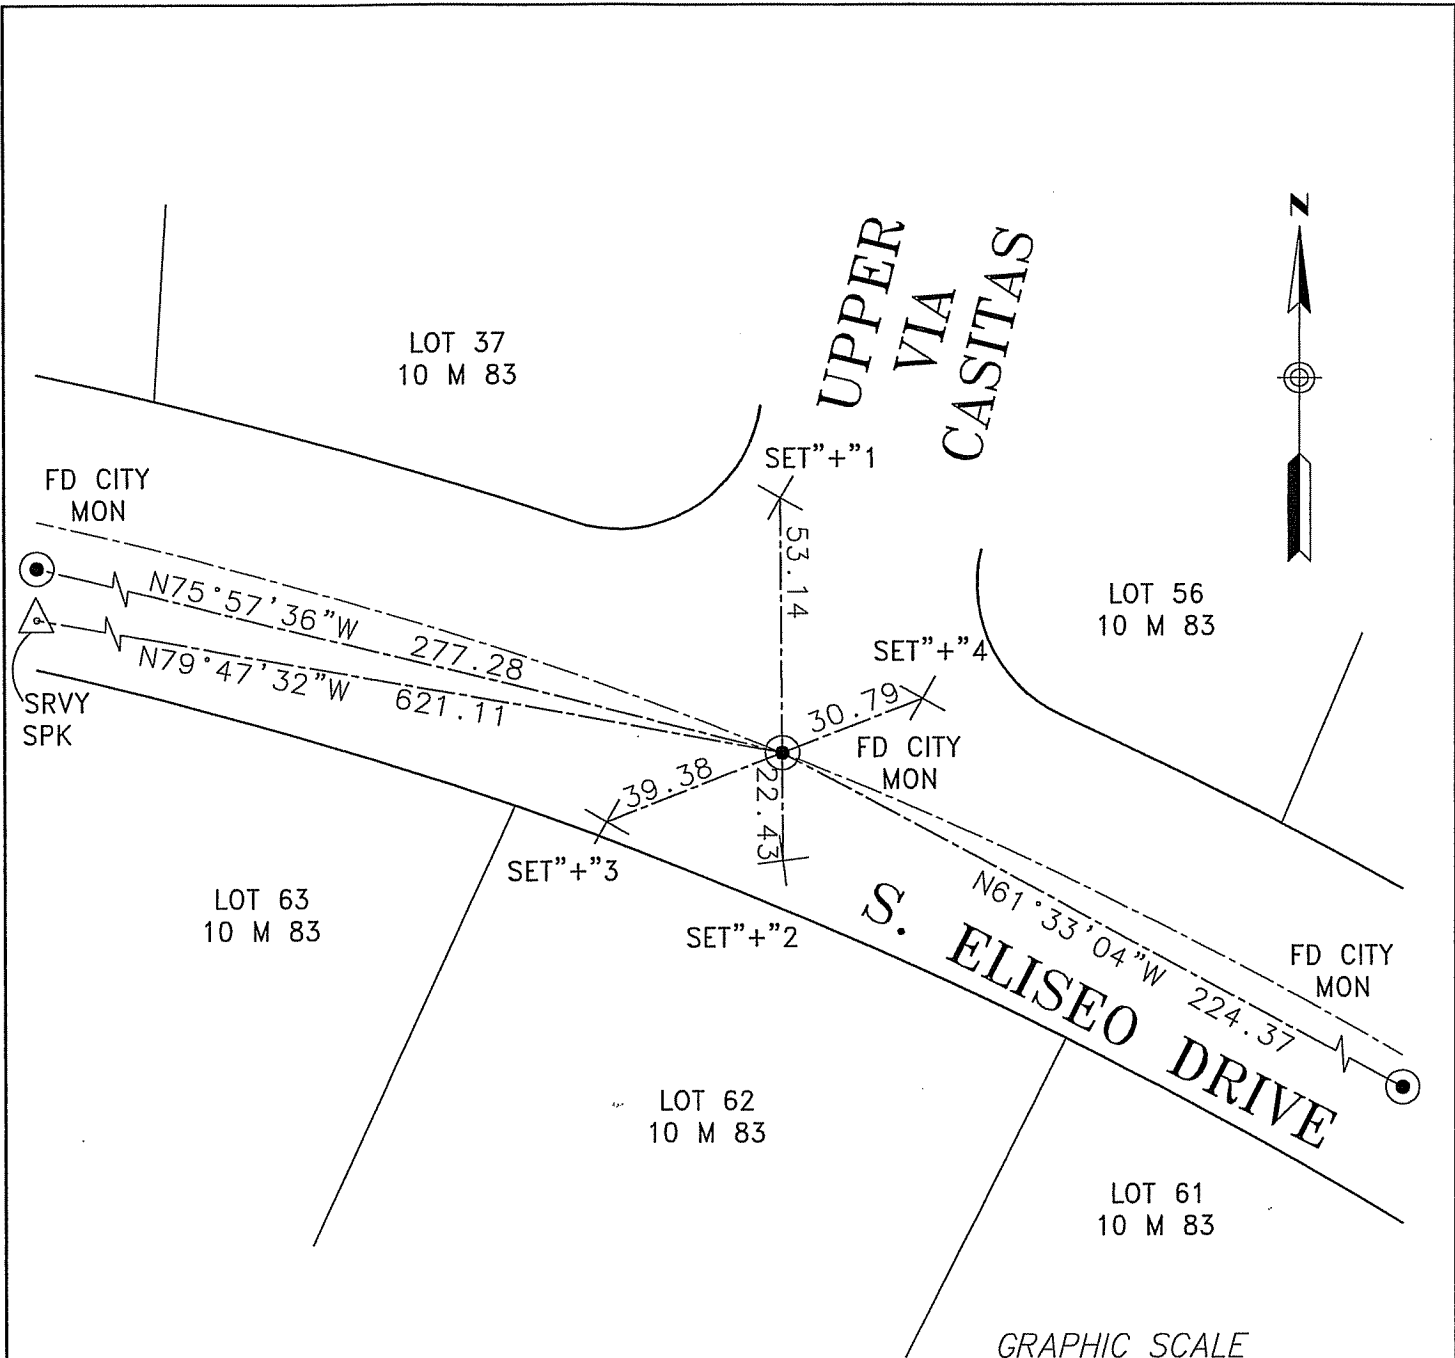 N
UPPER
VIA
CASITAS
LOT 37
10 M 83
SET"+"1
FD CITY
MON
53.14
N75°57'36"W 277.28
LOT 56
10 M 83
N79°47'32"W 621.11
SET"+"4
SRVY
SPK
30.79
FD CITY
MON
39.38
22.43
SET"+"3
LOT 63
10 M 83
SET"+"2
N61°33'04"W 224.37
S. ELISEO DRIVE
FD CITY
MON
LOT 62
10 M 83
LOT 61
10 M 83
GRAPHIC SCALE